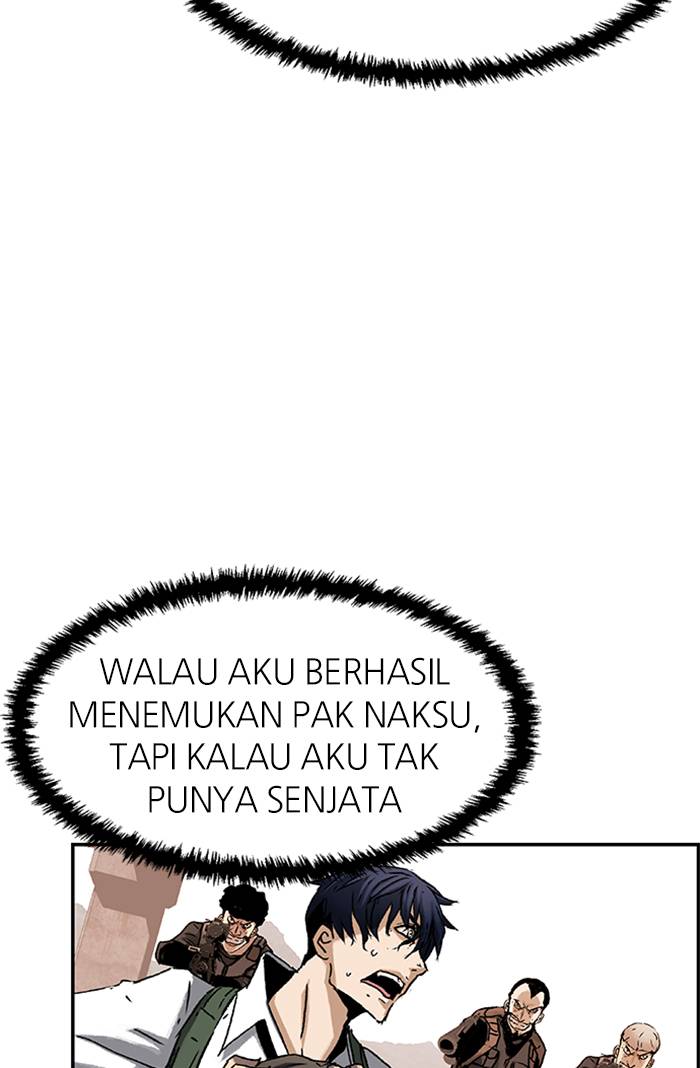 WALAU AKU BERHASIL
MENEMUKAN PAK NAKSU,
TAPI KALAU AKU TAK
PUNYA SENJATA